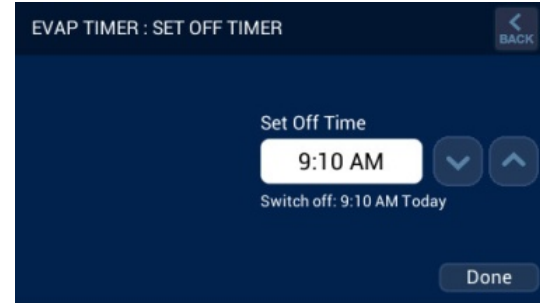 EVAP TIMER : SET OFF TIMER
BACK
Set Off Time
9:10 AM
Switch off: 9:10 AM Today
Done